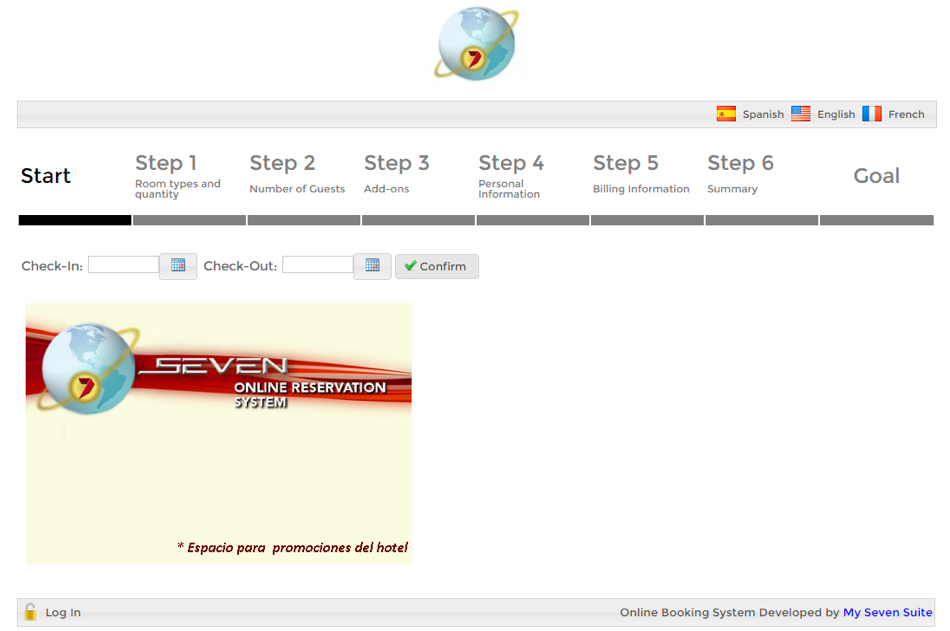 7
Spanish English French
Start
Step 1
Room types and
quantity
Step 2
Number of Guests
Step 3
Add-ons
Step 4
Personal
Information
Step 5
Billing Information
Step 6
Summary
Goal
Check-In: Check-Out: Confirm
7
SEVEN
ONLINE RESERVATION
SYSTEM
* Espacio para promociones del hotel
Log In
Online Booking System Developed by My Seven Suite